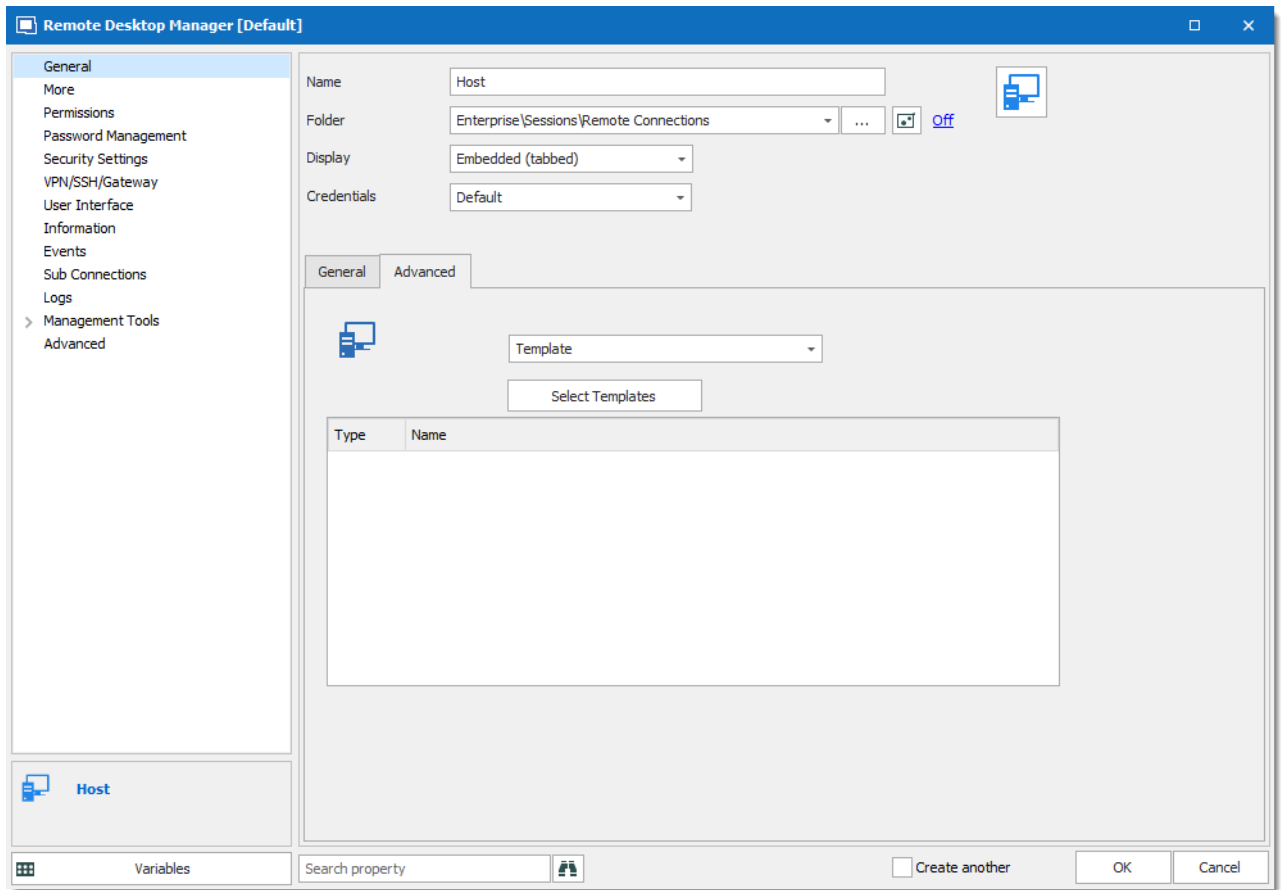 Remote Desktop Manager [Default]
General
More
Permissions
Password Management
Security Settings
VPN/SSH/Gateway
User Interface
Information
Events
Sub Connections
Logs
Management Tools
Advanced
Host
Variables
Name
Host
Folder
Enterprise\Sessions\Remote Connections
...
Off
Display
Embedded (tabbed)
Credentials
Default
General
Advanced
Template
Select Templates
Type
Name
Search property
Create another
OK
Cancel